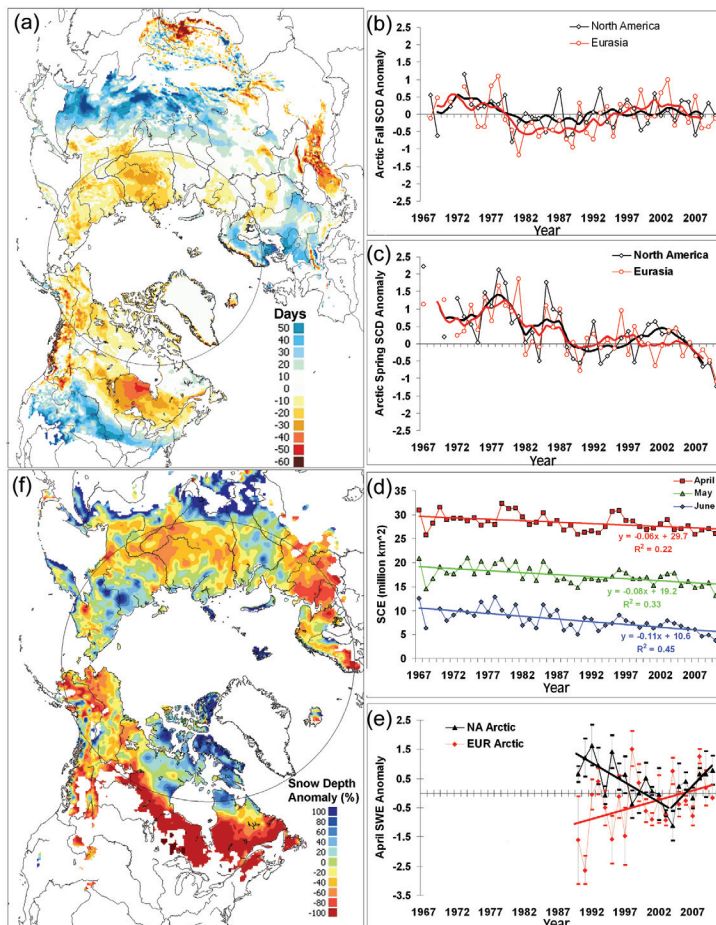 (a)
Days
50
40
30
20
10
0
-10
-20
-30
-40
-50
-60
(b)
North America
Eurasia
Arctic Fall SCD Anomaly
2.5
2
1.5
1
0.5
0
-0.5
-1
-1.5
-2
-2.5
1967 1972 1977 1982 1987 1992 1997 2002 2007
Year
(c)
North America
Eurasia
Arctic Spring SCD Anomaly
2.5
2
1.5
1
0.5
0
-0.5
-1
-1.5
-2
-2.5
1967 1972 1977 1982 1987 1992 1997 2002 2007
Year
(f)
Snow Depth
Anomaly (%)
100
80
60
40
20
0
-20
-40
-60
-80
-100
(d)
April
May
June
SCE (million km^2)
35
30
25
20
15
10
5
0
y = -0.06x + 29.7
R² = 0.22
y = -0.08x + 19.2
R² = 0.33
y = -0.11x + 10.6
R² = 0.45
1967 1972 1977 1982 1987 1992 1997 2002 2007
Year
(e)
NA Arctic
EUR Arctic
April SWE Anomaly
2.5
1.5
0.5
-0.5
-1.5
-2.5
-3.5
1967 1972 1977 1982 1987 1992 1997 2002 2007
Year